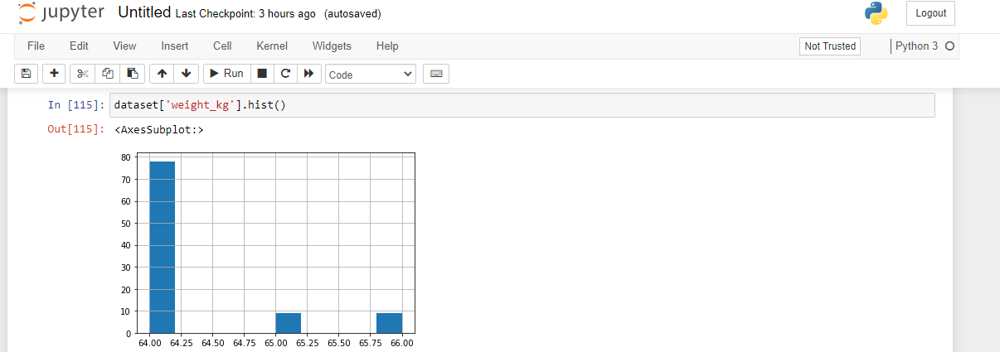 jupyter Untitled Last Checkpoint: 3 hours ago (autosaved) Logout
File Edit View Insert Cell Kernel Widgets Help Not Trusted Python 3
Run Code
In [115]: dataset['weight_kg'].hist()
Out[115]: <AxesSubplot:>
80
70
60
50
40
30
20
10
0
64.00 64.25 64.50 64.75 65.00 65.25 65.50 65.75 66.00